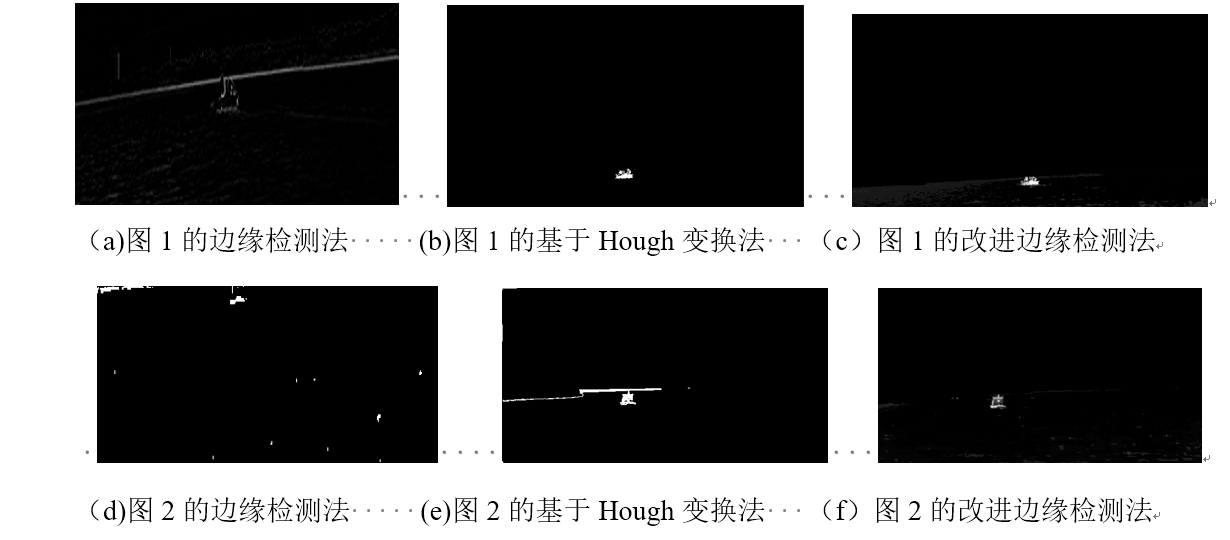 （a)图 1 的边缘检测法·····(b)图 1 的基于 Hough 变换法···（c）图 1 的改进边缘检测法
（d)图 2 的边缘检测法·····(e)图 2 的基于 Hough 变换法···（f）图 2 的改进边缘检测法